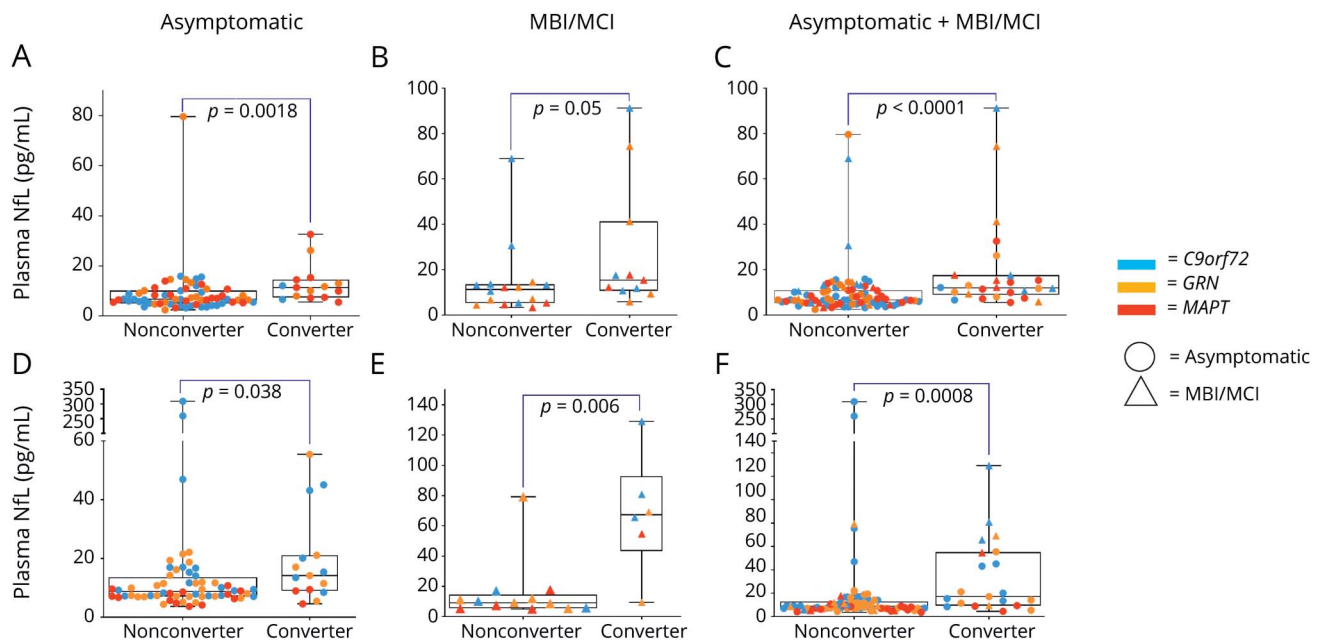 Asymptomatic
MBI/MCI
Asymptomatic + MBI/MCI
A
B
C
Plasma NfL (pg/mL)
80
60
40
20
0
p = 0.0018
Nonconverter
Converter
100
80
60
40
20
0
p = 0.05
Nonconverter
Converter
100
80
60
40
20
0
p < 0.0001
Nonconverter
Converter
= C9orf72
= GRN
= MAPT
= Asymptomatic
= MBI/MCI
D
E
F
Plasma NfL (pg/mL)
350
300
250
60
40
20
0
p = 0.038
Nonconverter
Converter
140
120
100
80
60
40
20
0
p = 0.006
Nonconverter
Converter
350
300
250
140
120
100
80
60
40
20
0
p = 0.0008
Nonconverter
Converter